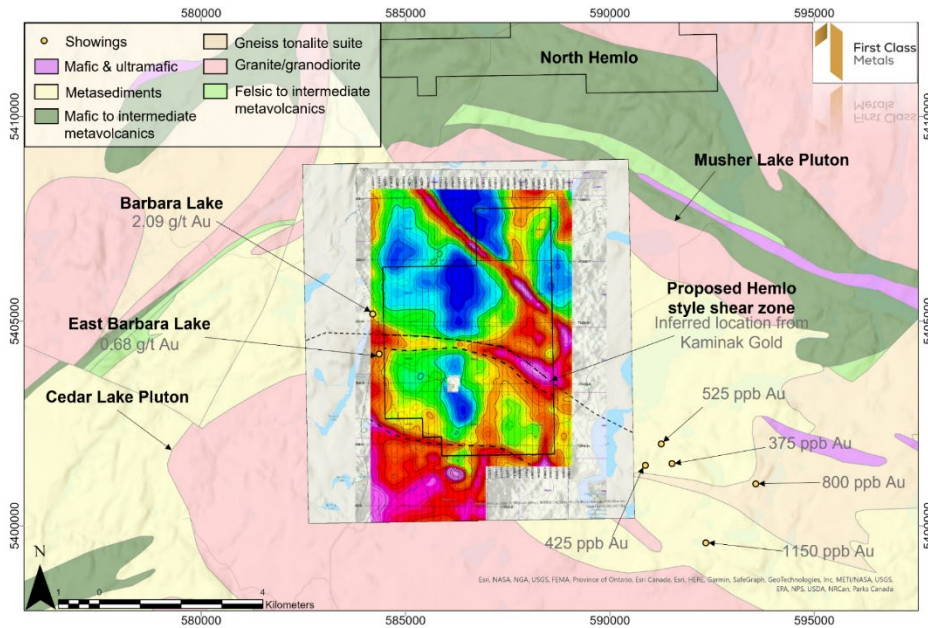 580000
585000
590000
595000
Showings
Mafic & ultramafic
Metasediments
Mafic to intermediate
metavolcanics
Gneiss tonalite suite
Granite/granodiorite
Felsic to intermediate
metavolcanics
North Hemlo
First Class
Metals
5410000
5410000
Musher Lake Pluton
Barbara Lake
2.09 g/t Au
5405000
5405000
Proposed Hemlo
style shear zone
Inferred location from
Kaminak Gold
East Barbara Lake
0.68 g/t Au
Cedar Lake Pluton
525 ppb Au
375 ppb Au
800 ppb Au
425 ppb Au
1150 ppb Au
5400000
5400000
N
1 0 4
Kilometers
Esri, NASA, NGA, USGS, FEMA, Province of Ontario, Esri Canada, Esri, HERE, Garmin, SafeGraph, GeoTechnologies, Inc, METI/NASA, USGS,
EPA, NPS, USDA, NRCan, Parks Canada
580000
585000
590000
595000